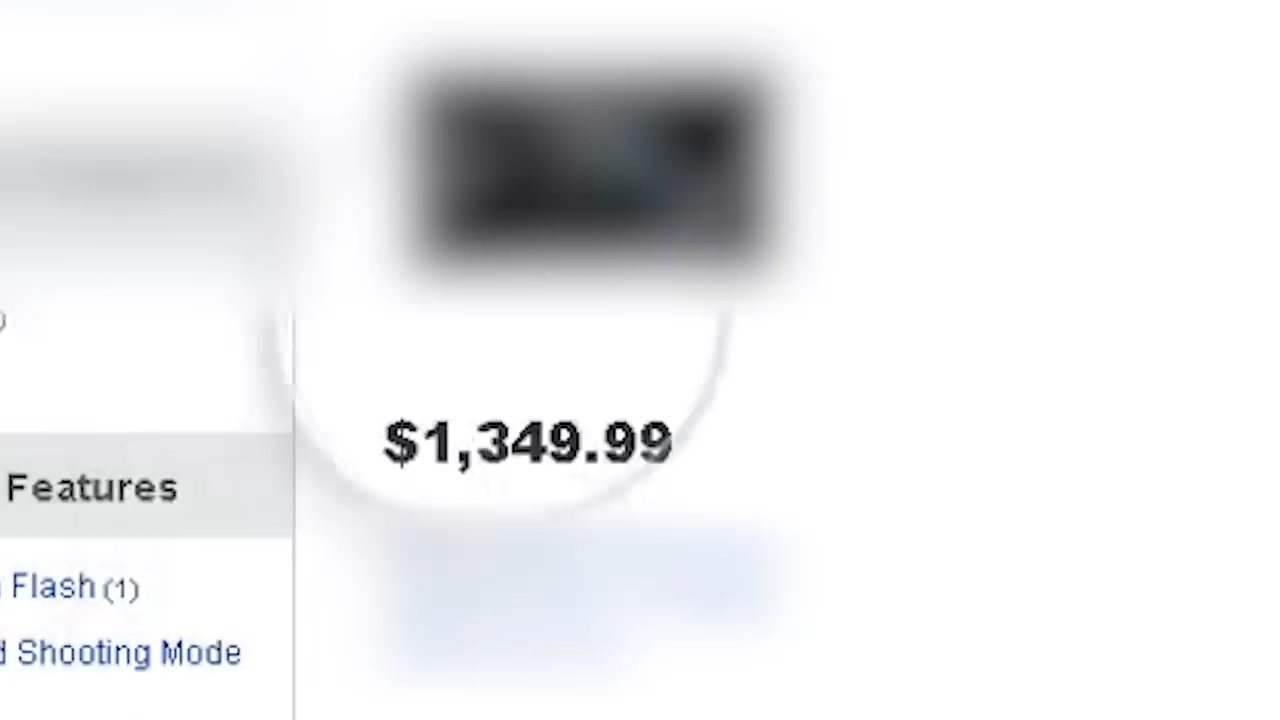 )
$1,349.99
Features
Flash (1)
Shooting Mode